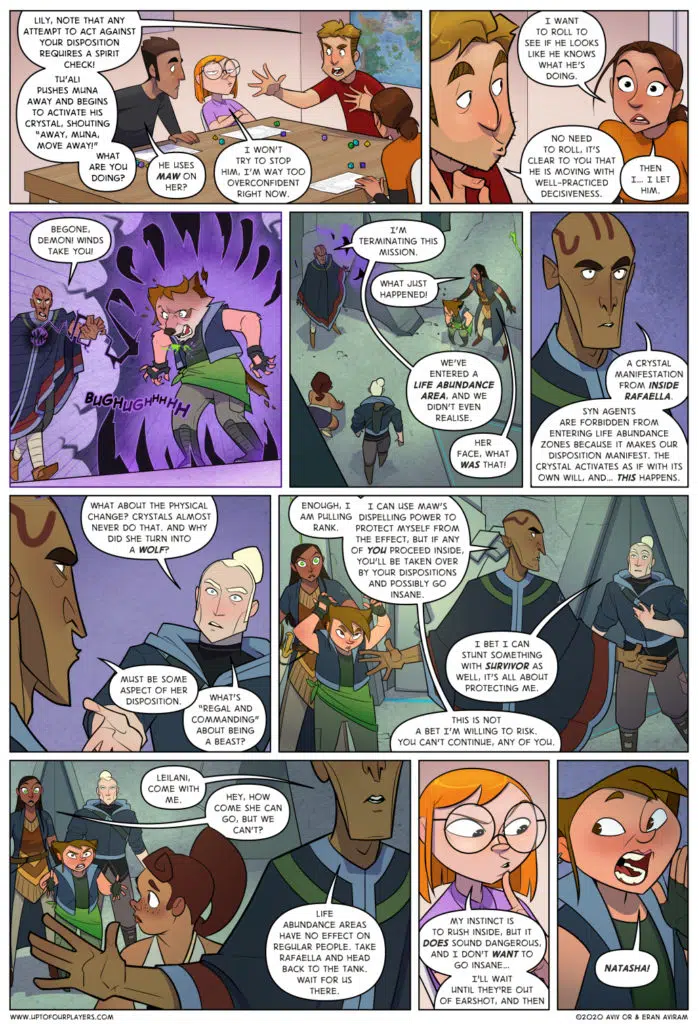 LILY, NOTE THAT ANY
ATTEMPT TO ACT AGAINST
YOUR DISPOSITION
REQUIRES A SPIRIT
CHECK!
TU'ALI
PUSHES MUNA
AWAY AND BEGINS
TO ACTIVATE HIS
CRYSTAL, SHOUTING
"AWAY, MUNA,
MOVE AWAY!"
WHAT ARE
YOU DOING?
HE USES
MAW ON
HER?
I WON'T
TRY TO STOP
HIM, I'M WAY TOO
OVERCONFIDENT
RIGHT NOW.
I WANT
TO ROLL TO
SEE IF HE LOOKS
LIKE HE KNOWS
WHAT HE'S
DOING.
NO NEED
TO ROLL, IT'S
CLEAR TO YOU THAT
HE IS MOVING WITH
WELL-PRACTICED
DECISIVENESS.
THEN
I... I LET
HIM.
BEGONE,
DEMON! WINDS
TAKE YOU!
BUGHUGHHHHH
I'M
TERMINATING THIS
MISSION.
WHAT JUST
HAPPENED!
WE'VE
ENTERED A
LIFE ABUNDANCE
AREA, AND WE
DIDN'T EVEN
REALISE.
HER
FACE, WHAT
WAS THAT!
A CRYSTAL
MANIFESTATION
FROM INSIDE
RAFAELLA.
SYN AGENTS
ARE FORBIDDEN FROM
ENTERING LIFE ABUNDANCE
ZONES BECAUSE IT MAKES OUR
DISPOSITION MANIFEST. THE
CRYSTAL ACTIVATES AS IF WITH ITS
OWN WILL, AND... THIS HAPPENS.
WHAT ABOUT THE PHYSICAL
CHANGE? CRYSTALS ALMOST
NEVER DO THAT. AND WHY
DID SHE TURN INTO
A WOLF?
MUST BE SOME
ASPECT OF HER
DISPOSITION.
WHAT'S
"REGAL AND
COMMANDING"
ABOUT BEING
A BEAST?
ENOUGH, I
AM PULLING
RANK.
I CAN USE MAW'S
DISPELLING POWER TO
PROTECT MYSELF FROM
THE EFFECT, BUT IF ANY
OF YOU PROCEED INSIDE,
YOU'LL BE TAKEN OVER
BY YOUR DISPOSITIONS
AND POSSIBLY GO
INSANE.
I BET I CAN
STUNT SOMETHING
WITH SURVIVOR AS
WELL, IT'S ALL ABOUT
PROTECTING ME.
THIS IS NOT
A BET I'M WILLING TO RISK.
YOU CAN'T CONTINUE, ANY OF YOU.
LEILANI,
COME WITH
ME.
HEY, HOW
COME SHE CAN
GO, BUT WE
CAN'T?
LIFE
ABUNDANCE AREAS
HAVE NO EFFECT ON
REGULAR PEOPLE. TAKE
RAFAELLA AND HEAD
BACK TO THE TANK.
WAIT FOR US
THERE.
MY INSTINCT IS
TO RUSH INSIDE, BUT IT
DOES SOUND DANGEROUS,
AND I DON'T WANT TO
GO INSANE...
I'LL WAIT
UNTIL THEY'RE OUT
OF EARSHOT, AND THEN
NATASHA!
WWW.UPTOFOURPLAYERS.COM
©2020 AVIV OR & ERAN AVIRAM